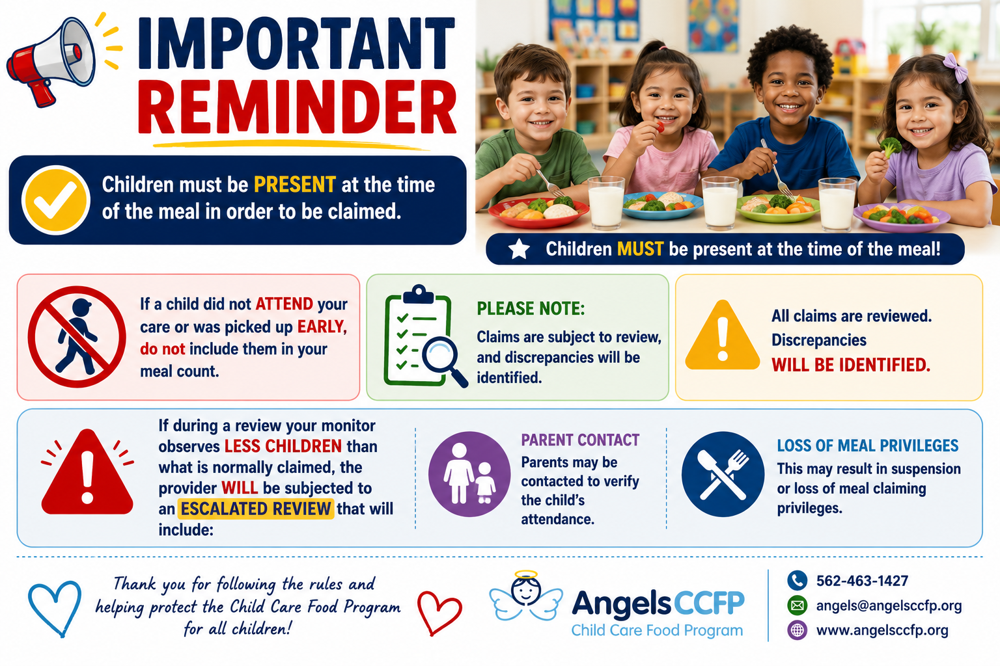 IMPORTANT
REMINDER
Children must be PRESENT at the time
of the meal in order to be claimed.
Children MUST be present at the time of the meal!
If a child did not ATTEND your
care or was picked up EARLY,
do not include them in your
meal count.
PLEASE NOTE:
Claims are subject to review,
and discrepancies will be
identified.
All claims are reviewed.
Discrepancies
WILL BE IDENTIFIED.
If during a review your monitor
observes LESS CHILDREN than
what is normally claimed, the
provider WILL be subjected to
an ESCALATED REVIEW that will
include:
PARENT CONTACT
Parents may be
contacted to verify
the child's
attendance.
LOSS OF MEAL PRIVILEGES
This may result in suspension
or loss of meal claiming
privileges.
Thank you for following the rules and
helping protect the Child Care Food Program
for all children!
Angels CCFP
Child Care Food Program
562-463-1427
angels@angelsccfp.org
www.angelsccfp.org